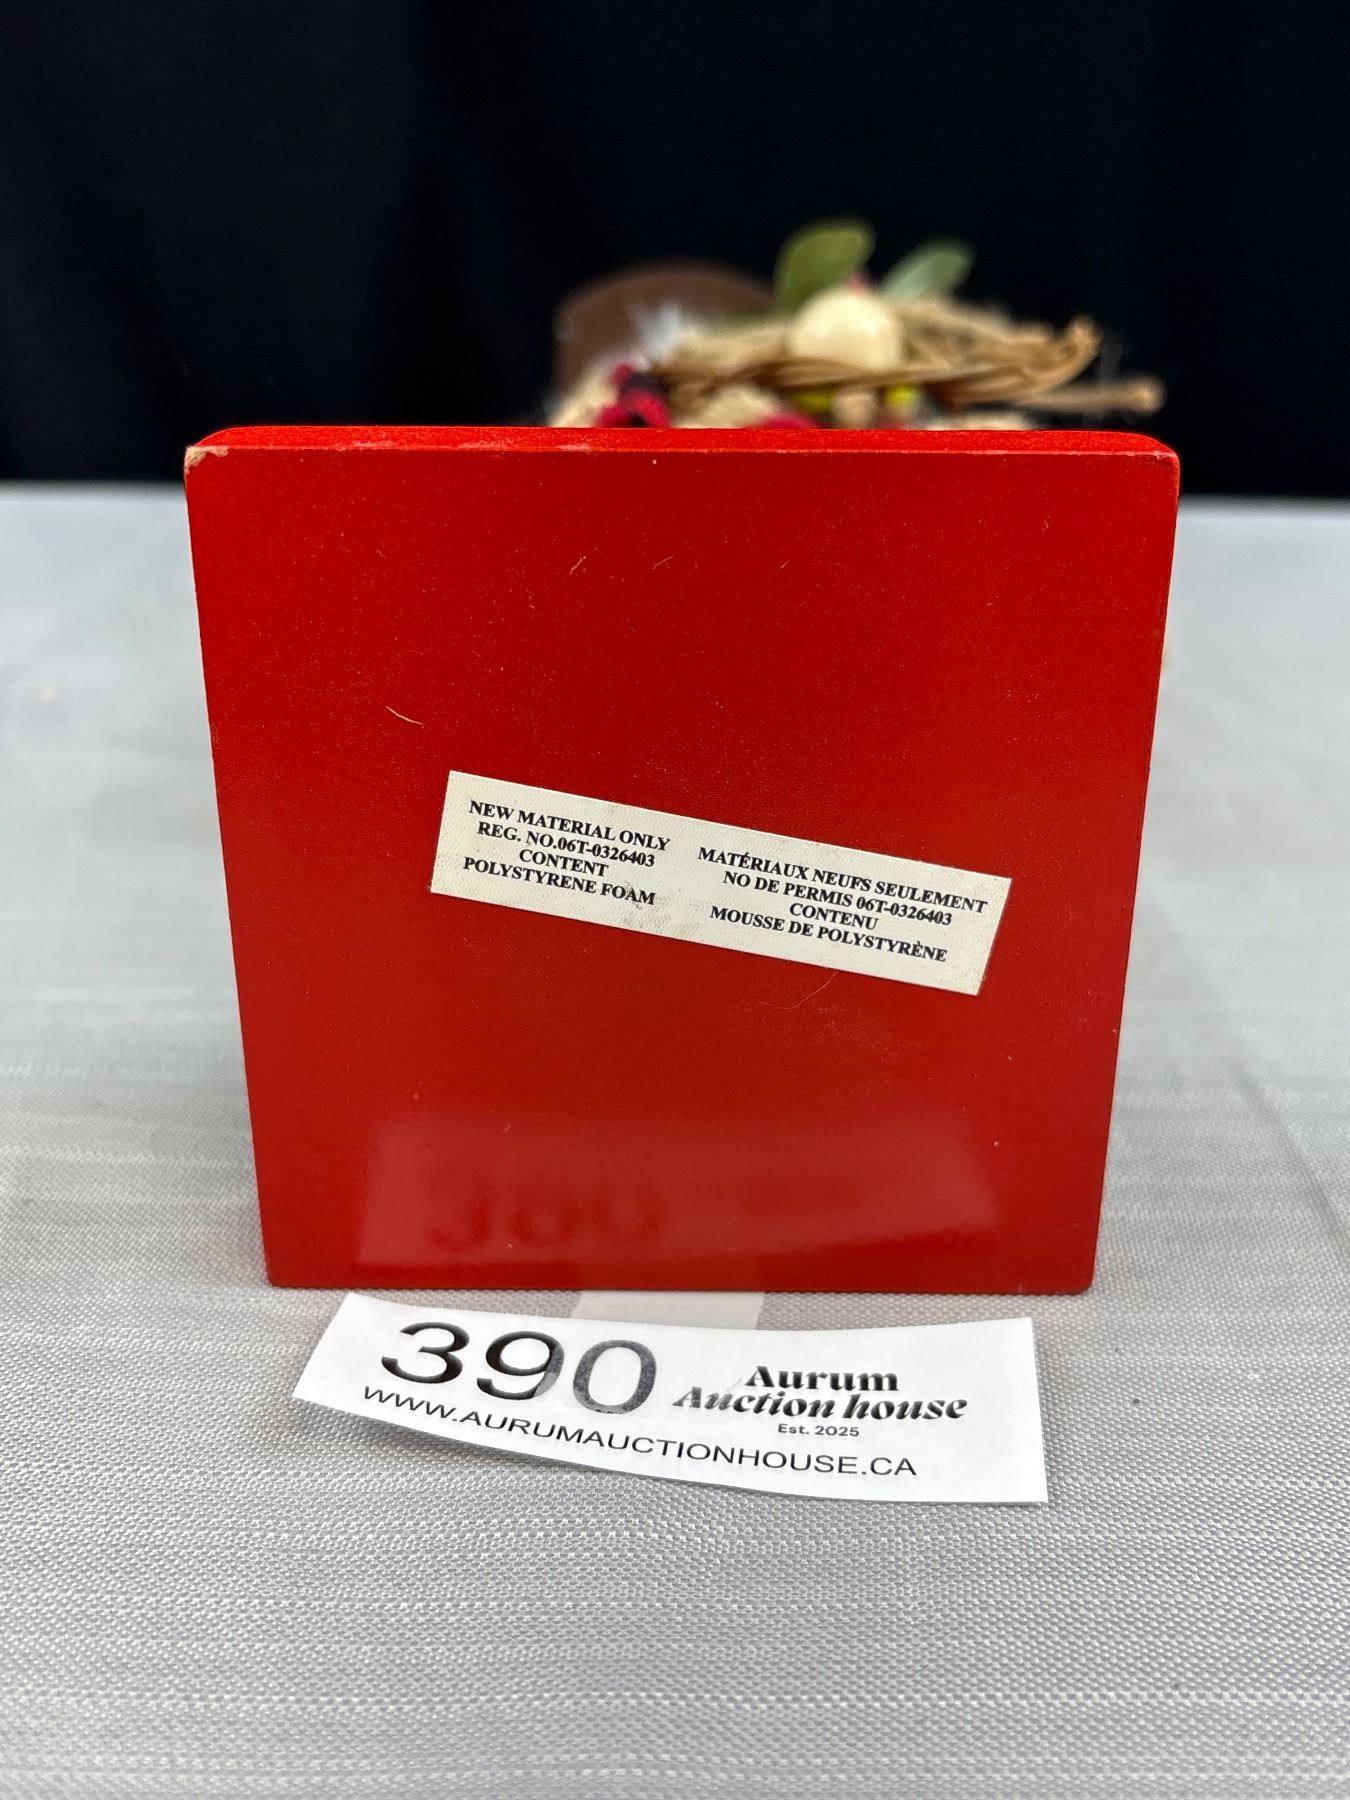 NEW MATERIAL ONLY
REG. NO.06T-0326403
CONTENT
POLYSTYRENE FOAM
MATÉRIAUX NEUFS SEULEMENT
NO DE PERMIS 06T-0326403
CONTENU
MOUSSE DE POLYSTYRÈNE
390
Aurum
Auction house
Est. 2025
WWW.AURUMAUCTIONHOUSE.CA